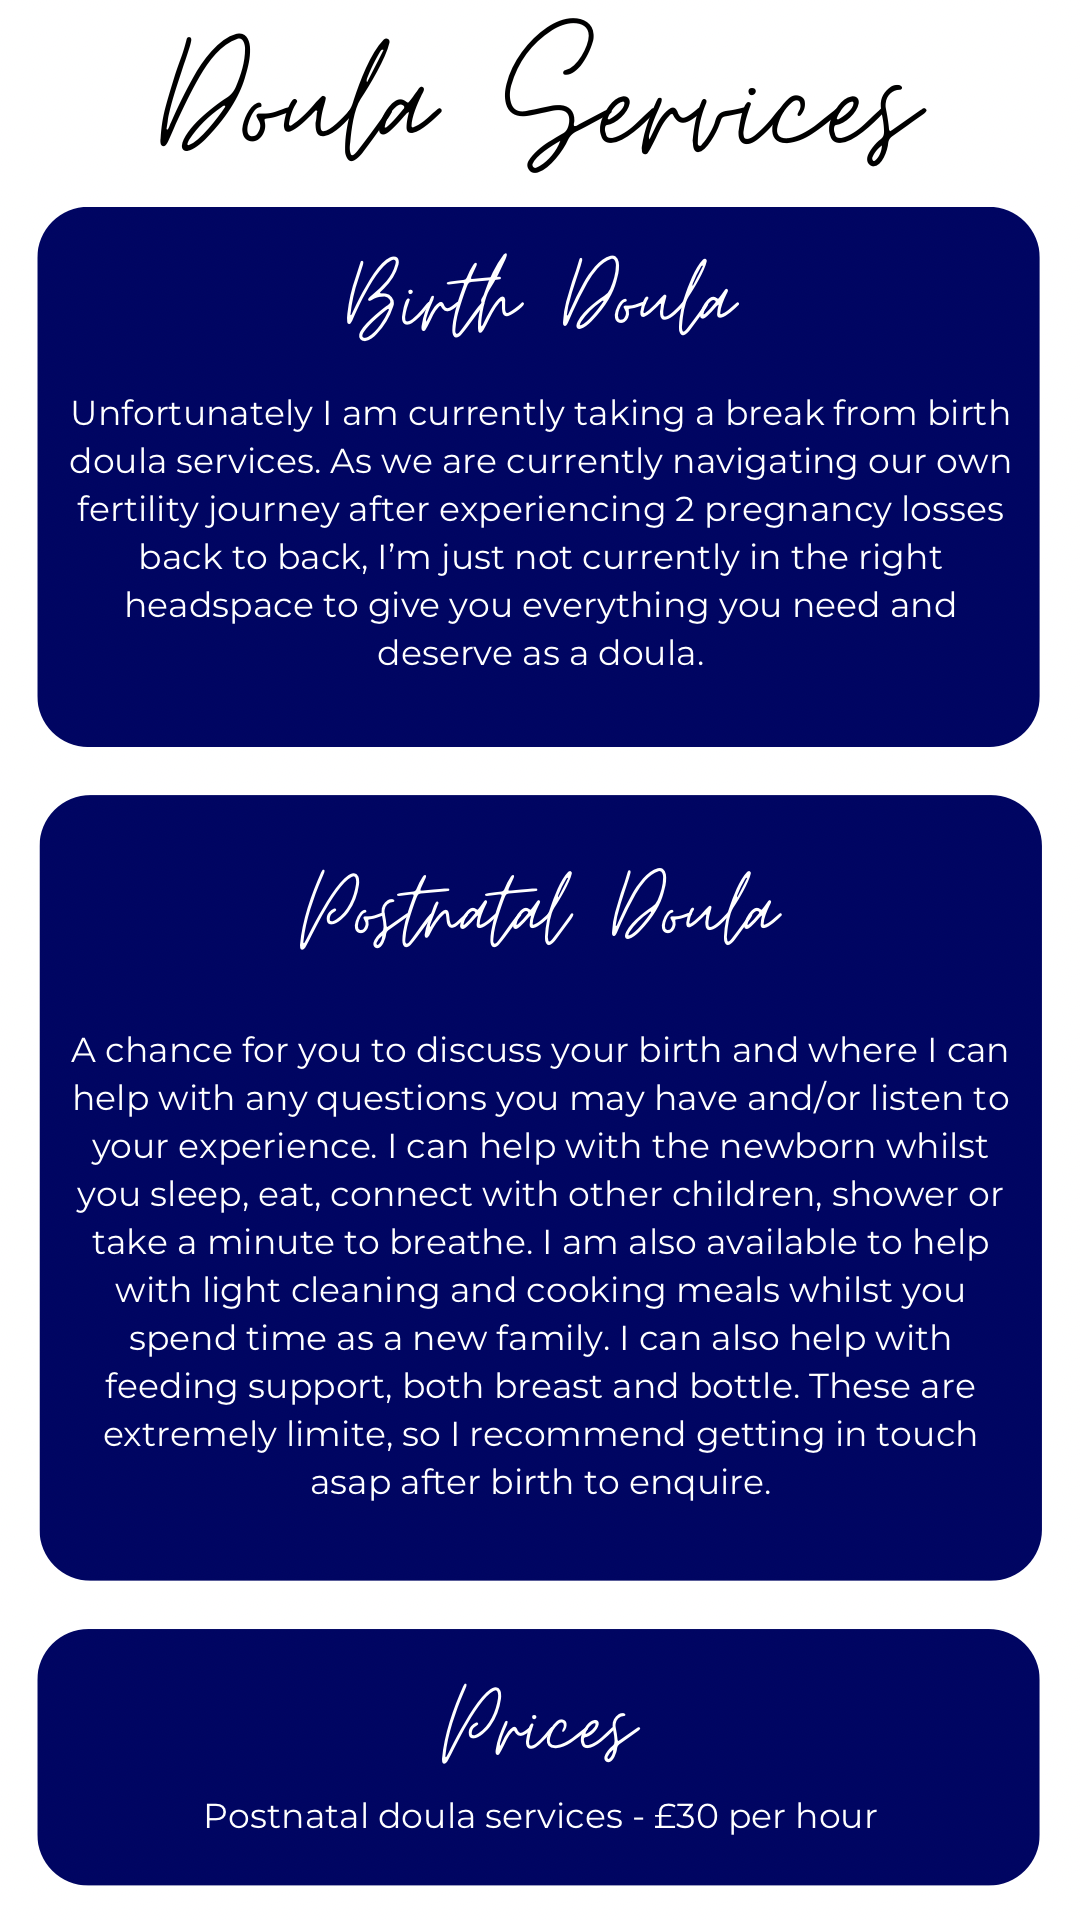 Doula Services
Birth Doula
Unfortunately I am currently taking a break from birth
doula services. As we are currently navigating our own
fertility journey after experiencing 2 pregnancy losses
back to back, I’m just not currently in the right
headspace to give you everything you need and
deserve as a doula.
Postnatal Doula
A chance for you to discuss your birth and where I can
help with any questions you may have and/or listen to
your experience. I can help with the newborn whilst
you sleep, eat, connect with other children, shower or
take a minute to breathe. I am also available to help
with light cleaning and cooking meals whilst you
spend time as a new family. I can also help with
feeding support, both breast and bottle. These are
extremely limite, so I recommend getting in touch
asap after birth to enquire.
Prices
Postnatal doula services - £30 per hour